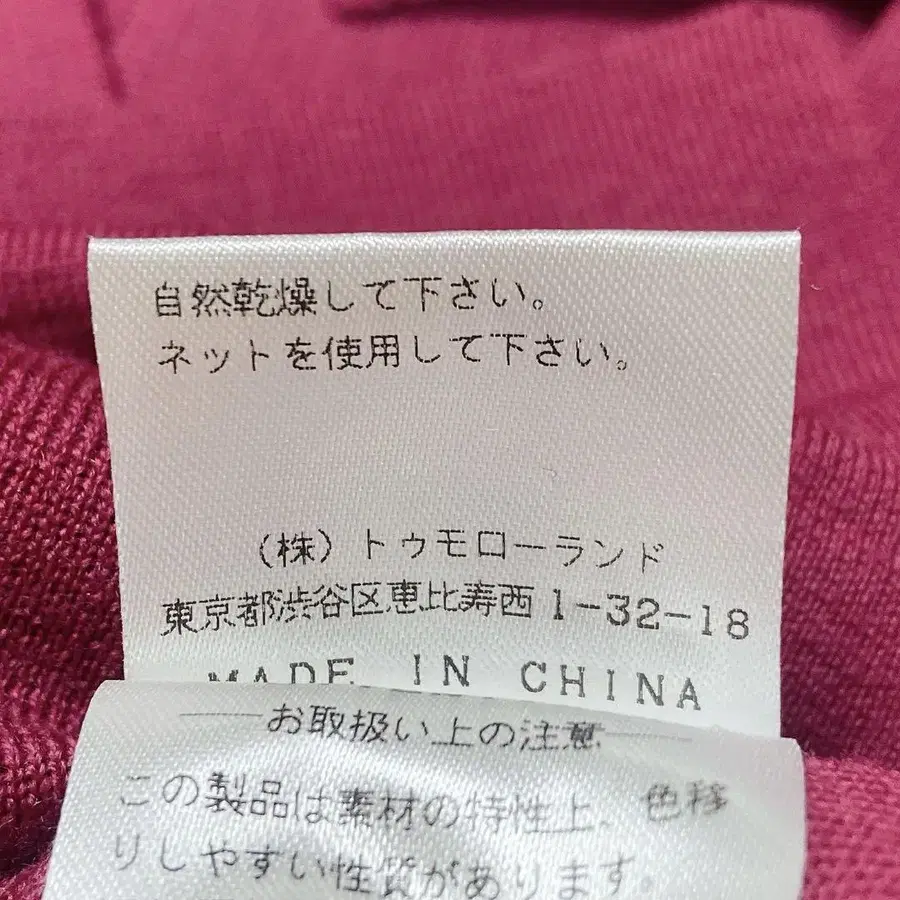 自然乾燥して下さい。
ネットを使用して下さい。
（株）トゥモローランド
東京都渋谷区恵比寿西1-32-18
MADE IN CHINA
お取扱い上の注意
この製品は素材の特性上、色移
りしやすい性質があります。